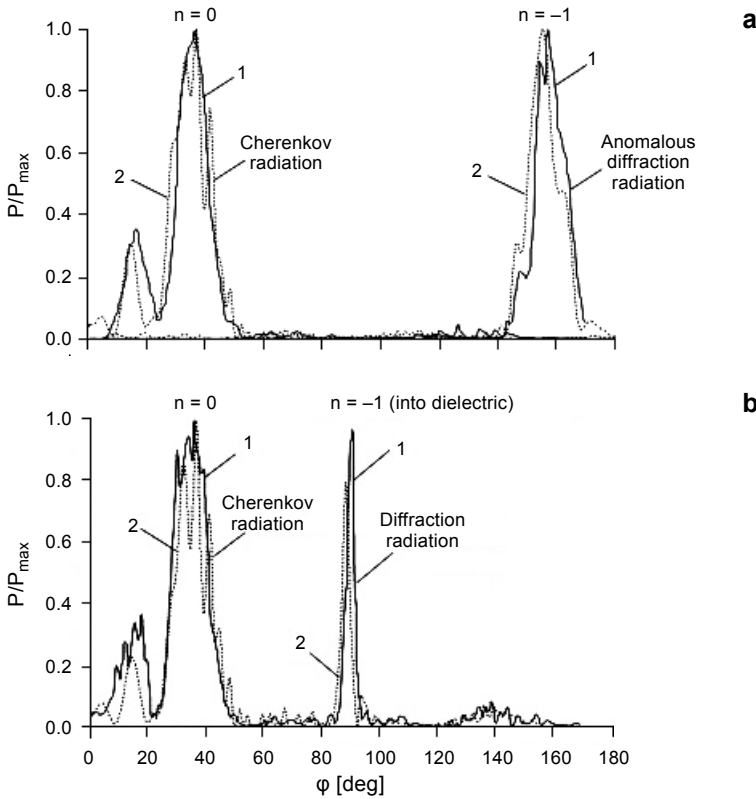 n = 0
n = –1
a
1.0
0.8
0.6
0.4
0.2
0.0
P/Pmax
1
2
Cherenkov
radiation
1
2
Anomalous
diffraction
radiation
b
n = 0
n = –1 (into dielectric)
1.0
0.8
0.6
0.4
0.2
0.0
P/Pmax
1
2
Cherenkov
radiation
1
2
Diffraction
radiation
0 20 40 60 80 100 120 140 160 180
φ [deg]